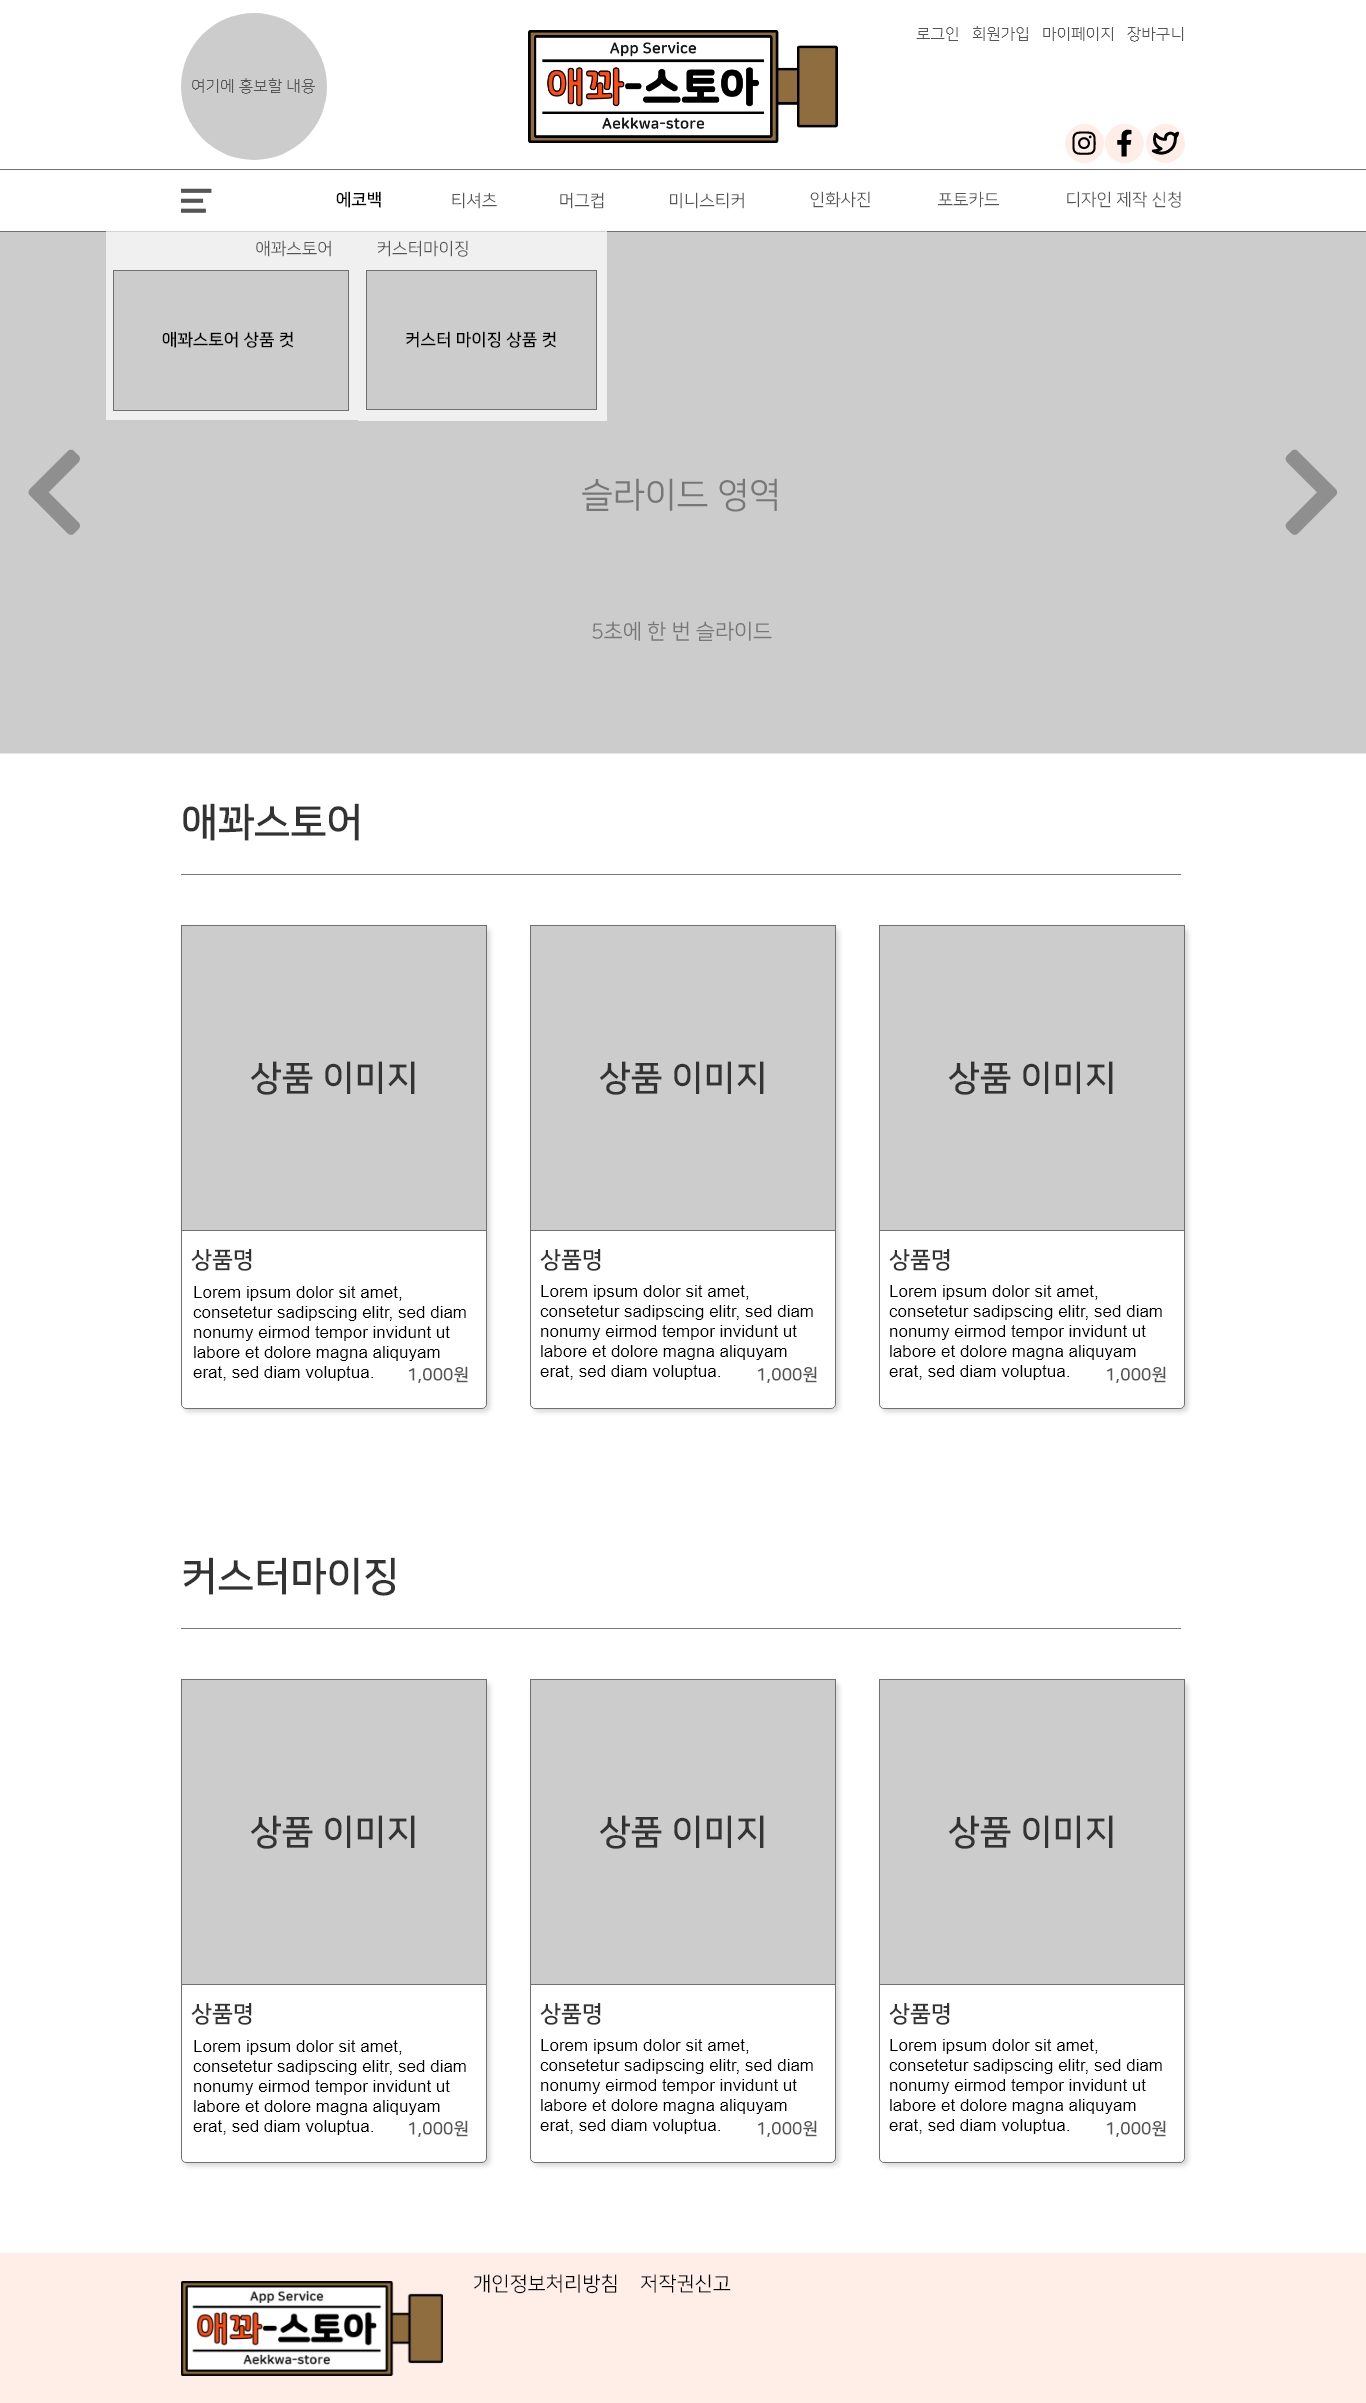 여기에 홍보할 내용
App Service
애꽈-스토아
Aekkwa-store
로그인 회원가입 마이페이지 장바구니
에코백 티셔츠 머그컵 미니스티커 인화사진 포토카드 디자인 제작 신청
애꽈스토어 커스터마이징
애꽈스토어 상품 컷
커스터 마이징 상품 컷
슬라이드 영역
5초에 한 번 슬라이드
애꽈스토어
상품 이미지
상품명
Lorem ipsum dolor sit amet,
consetetur sadipscing elitr, sed diam
nonumy eirmod tempor invidunt ut
labore et dolore magna aliquyam
erat, sed diam voluptua.
1,000원
상품 이미지
상품명
Lorem ipsum dolor sit amet,
consetetur sadipscing elitr, sed diam
nonumy eirmod tempor invidunt ut
labore et dolore magna aliquyam
erat, sed diam voluptua.
1,000원
상품 이미지
상품명
Lorem ipsum dolor sit amet,
consetetur sadipscing elitr, sed diam
nonumy eirmod tempor invidunt ut
labore et dolore magna aliquyam
erat, sed diam voluptua.
1,000원
커스터마이징
상품 이미지
상품명
Lorem ipsum dolor sit amet,
consetetur sadipscing elitr, sed diam
nonumy eirmod tempor invidunt ut
labore et dolore magna aliquyam
erat, sed diam voluptua.
1,000원
상품 이미지
상품명
Lorem ipsum dolor sit amet,
consetetur sadipscing elitr, sed diam
nonumy eirmod tempor invidunt ut
labore et dolore magna aliquyam
erat, sed diam voluptua.
1,000원
상품 이미지
상품명
Lorem ipsum dolor sit amet,
consetetur sadipscing elitr, sed diam
nonumy eirmod tempor invidunt ut
labore et dolore magna aliquyam
erat, sed diam voluptua.
1,000원
App Service
애꽈-스토아
Aekkwa-store
개인정보처리방침 저작권신고